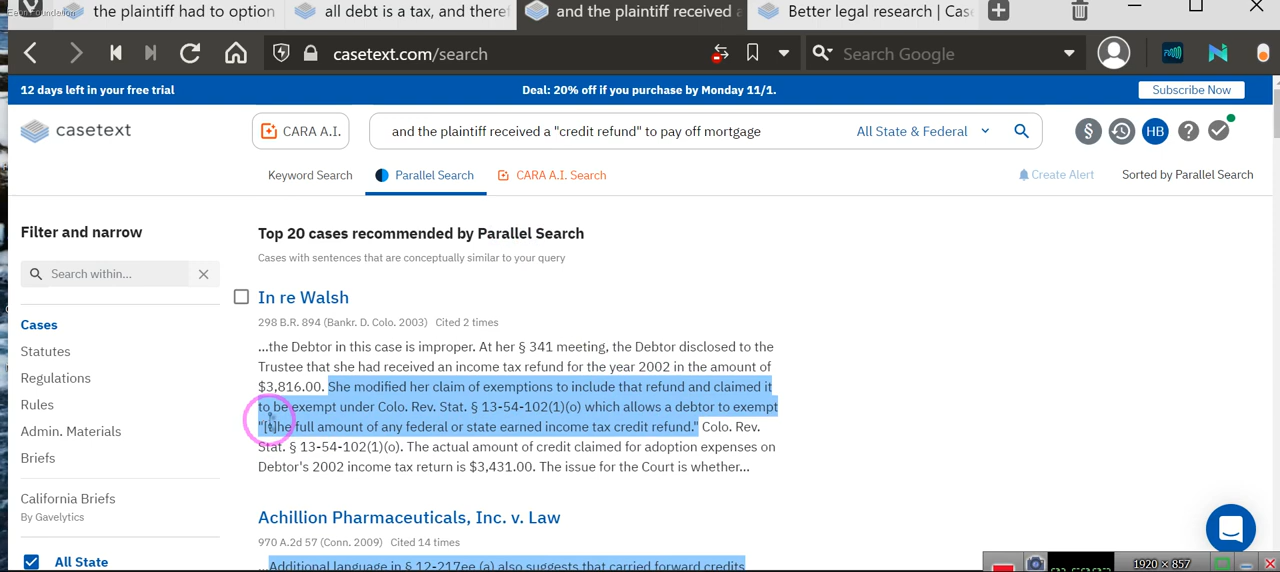 Eeon Foundation
the plaintiff had to option
all debt is a tax, and theref
and the plaintiff received a
Better legal research | Cas
casetext.com/search
Search Google
12 days left in your free trial
Deal: 20% off if you purchase by Monday 11/1.
Subscribe Now
casetext
CARA A.I.
and the plaintiff received a "credit refund" to pay off mortgage
All State & Federal
§
HB
?
Keyword Search
Parallel Search
CARA A.I. Search
Create Alert
Sorted by Parallel Search
Filter and narrow
Search within...
Cases
Statutes
Regulations
Rules
Admin. Materials
Briefs
California Briefs
By Gavelytics
All State
Top 20 cases recommended by Parallel Search
Cases with sentences that are conceptually similar to your query
In re Walsh
298 B.R. 894 (Bankr. D. Colo. 2003) Cited 2 times
...the Debtor in this case is improper. At her § 341 meeting, the Debtor disclosed to the
Trustee that she had received an income tax refund for the year 2002 in the amount of
$3,816.00. She modified her claim of exemptions to include that refund and claimed it
to be exempt under Colo. Rev. Stat. § 13-54-102(1)(o) which allows a debtor to exempt
"[t]he full amount of any federal or state earned income tax credit refund." Colo. Rev.
Stat. § 13-54-102(1)(o). The actual amount of credit claimed for adoption expenses on
Debtor's 2002 income tax return is $3,431.00. The issue for the Court is whether...
Achillion Pharmaceuticals, Inc. v. Law
970 A.2d 57 (Conn. 2009) Cited 14 times
...Additional language in § 12-217ee (a) also suggests that carried forward credits
1920 × 857